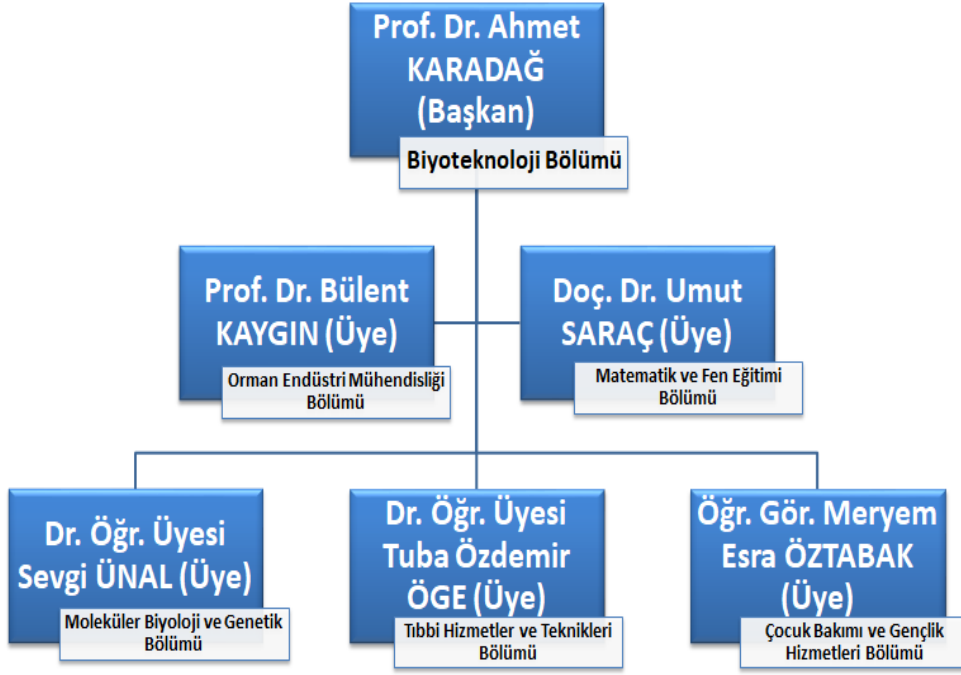 Prof. Dr. Ahmet
KARADAĞ
(Başkan)
Biyoteknoloji Bölümü
Prof. Dr. Bülent
KAYGIN (Üye)
Orman Endüstri Mühendisliği
Bölümü
Doç. Dr. Umut
SARAÇ (Üye)
Matematik ve Fen Eğitimi
Bölümü
Dr. Öğr. Üyesi
Sevgi ÜNAL (Üye)
Moleküler Biyoloji ve Genetik
Bölümü
Dr. Öğr. Üyesi
Tuba Özdemir
ÖGE (Üye)
Tıbbi Hizmetler ve Teknikleri
Bölümü
Öğr. Gör. Meryem
Esra ÖZTABAK
(Üye)
Çocuk Bakımı ve Gençlik
Hizmetleri Bölümü